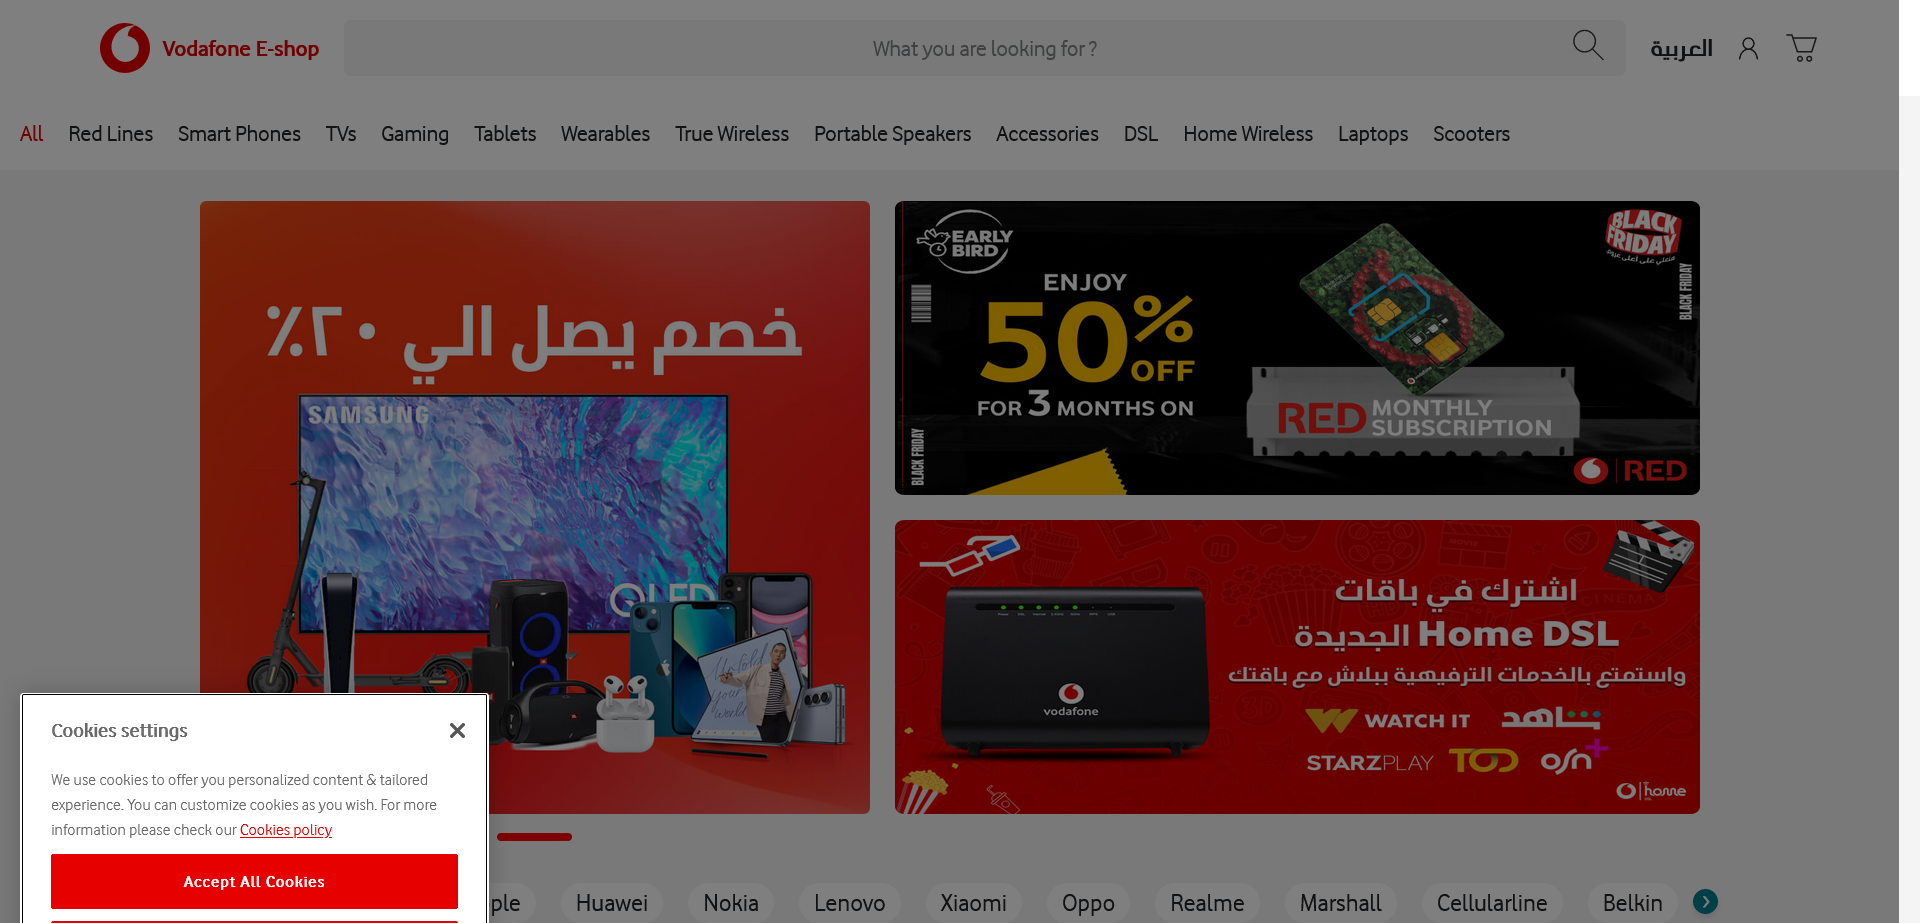 Vodafone E-shop
What you are looking for ?
العربية
All Red Lines Smart Phones TVs Gaming Tablets Wearables True Wireless Portable Speakers Accessories DSL Home Wireless Laptops Scooters
خصم يصل الي ٢٠٪
SAMSUNG
QLED
Unfold
your
world
EARLY
BIRD
BLACK
FRIDAY
ENJOY
50%
OFF
FOR 3 MONTHS ON
RED MONTHLY
SUBSCRIPTION
BLACK FRIDAY
BLACK FRIDAY
RED
اشترك في باقات
Home DSL الجديدة
واستمتع بالخدمات الترفيهية ببلاش مع باقتك
WATCH IT
شاهد
STARZPLAY
TOD
osn+
vodafone
home
Cookies settings
We use cookies to offer you personalized content & tailored
experience. You can customize cookies as you wish. For more
information please check our Cookies policy
Accept All Cookies
ple Huawei Nokia Lenovo Xiaomi Oppo Realme Marshall Cellularline Belkin